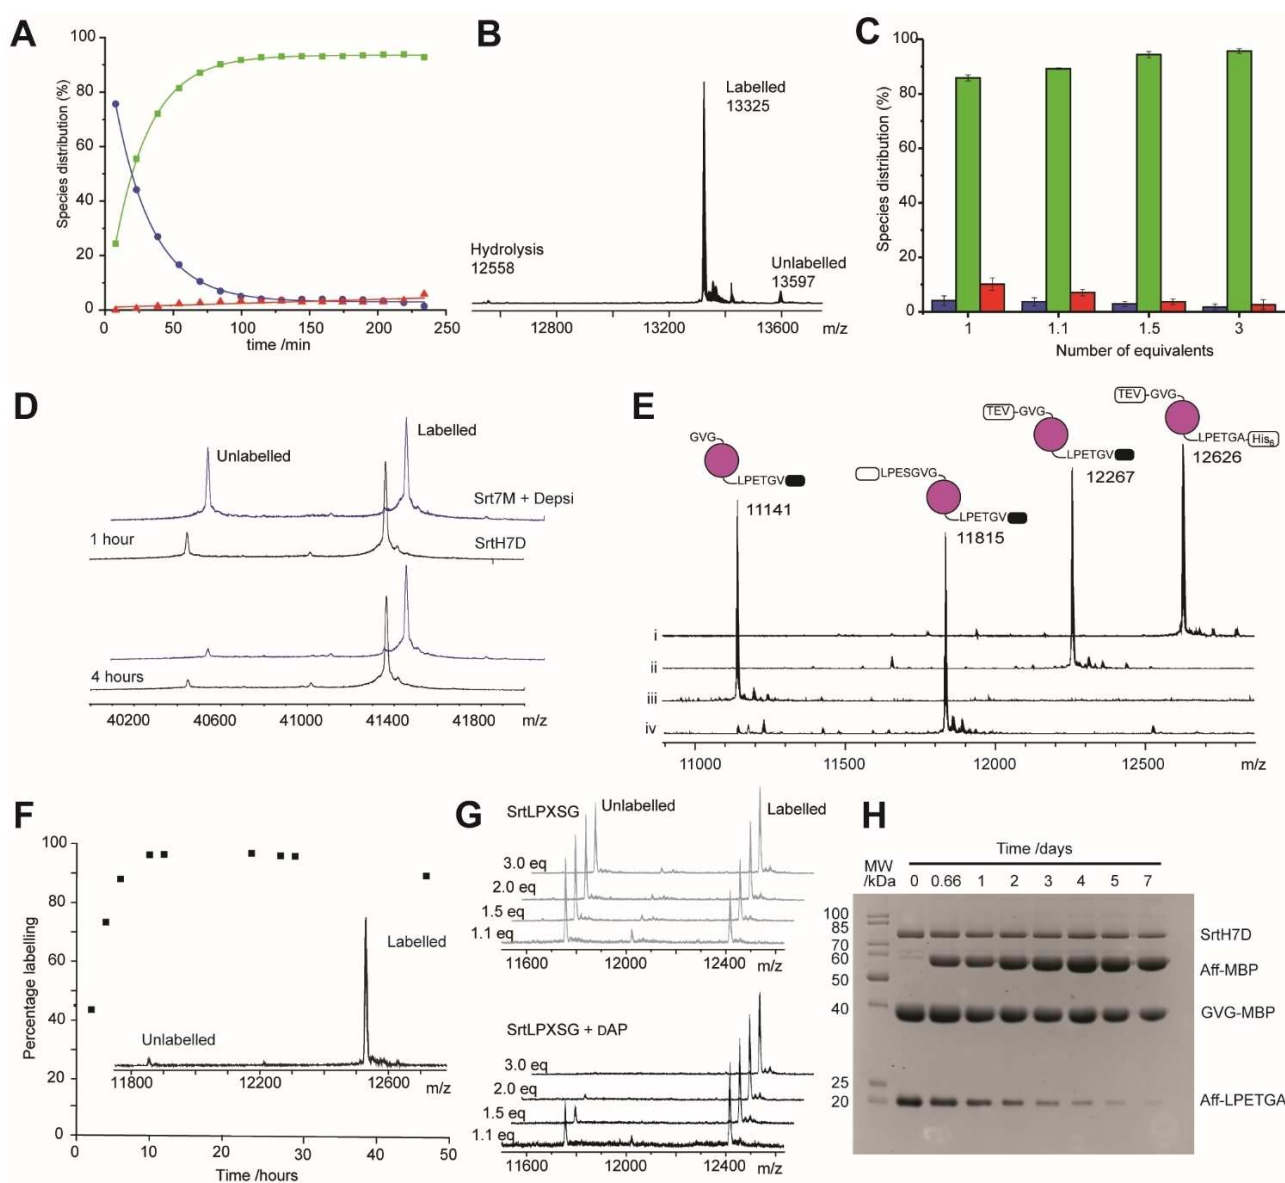 A
Species distribution (%)
100
80
60
40
20
0
0 50 100 150 200 250
time /min
B
Labelled
13325
Hydrolysis
12558
Unlabelled
13597
12800 13200 13600 m/z
C
Species distribution (%)
100
80
60
40
20
0
1 1.1 1.5 3
Number of equivalents
D
Labelled
Unlabelled
Srt7M + Depsi
1 hour
SrtH7D
4 hours
40200 40600 41000 41400 41800 m/z
E
TEV -GVG
TEV -GVG
LPETGA- His6
12626
GVG
LPETGV
12267
LPESGVG
LPETGV
11141
LPETGV
11815
i
ii
iii
iv
11000 11500 12000 12500 m/z
F
Percentage labelling
100
90
80
70
60
40
20
0
Labelled
Unlabelled
11800 12200 12600 m/z
0 10 20 30 40 50
Time /hours
G
SrtLPXSG
Unlabelled
Labelled
3.0 eq
2.0 eq
1.5 eq
1.1 eq
11600 12000 12400 m/z
SrtLPXSG + DAP
3.0 eq
2.0 eq
1.5 eq
1.1 eq
11600 12000 12400 m/z
H
Time /days
MW
/kDa
0 0.66 1 2 3 4 5 7
100
85
70
60
50
40
25
20
SrtH7D
Aff-MBP
GVG-MBP
Aff-LPETGA